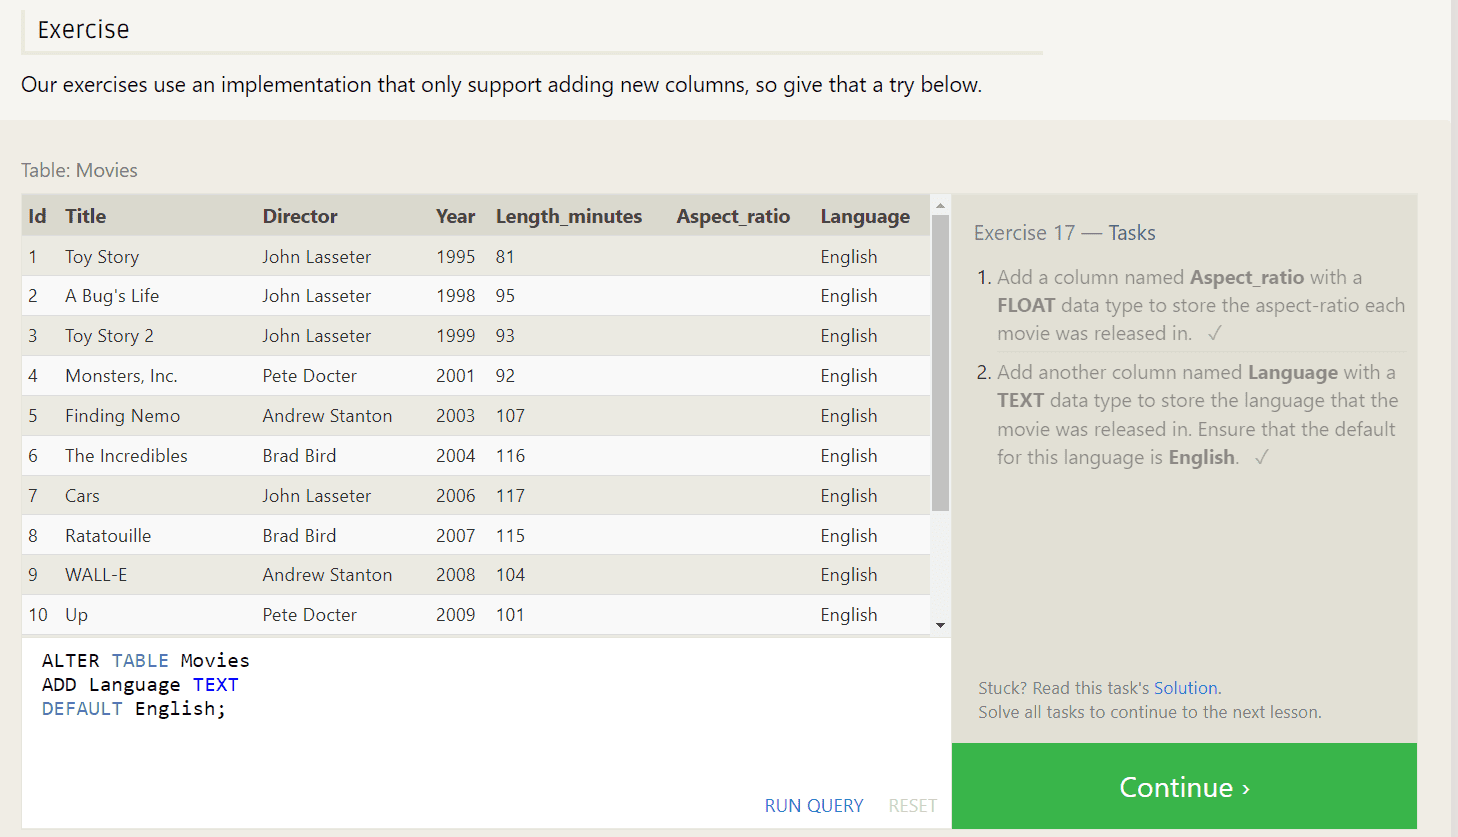 Exercise
Our exercises use an implementation that only support adding new columns, so give that a try below.
Table: Movies
Id Title Director Year Length_minutes Aspect_ratio Language
1 Toy Story John Lasseter 1995 81 English
2 A Bug's Life John Lasseter 1998 95 English
3 Toy Story 2 John Lasseter 1999 93 English
4 Monsters, Inc. Pete Docter 2001 92 English
5 Finding Nemo Andrew Stanton 2003 107 English
6 The Incredibles Brad Bird 2004 116 English
7 Cars John Lasseter 2006 117 English
8 Ratatouille Brad Bird 2007 115 English
9 WALL-E Andrew Stanton 2008 104 English
10 Up Pete Docter 2009 101 English
ALTER TABLE Movies
ADD Language TEXT
DEFAULT English;
RUN QUERY RESET
Exercise 17 — Tasks
1. Add a column named Aspect_ratio with a
FLOAT data type to store the aspect-ratio each
movie was released in. ✓
2. Add another column named Language with a
TEXT data type to store the language that the
movie was released in. Ensure that the default
for this language is English. ✓
Stuck? Read this task's Solution.
Solve all tasks to continue to the next lesson.
Continue ›